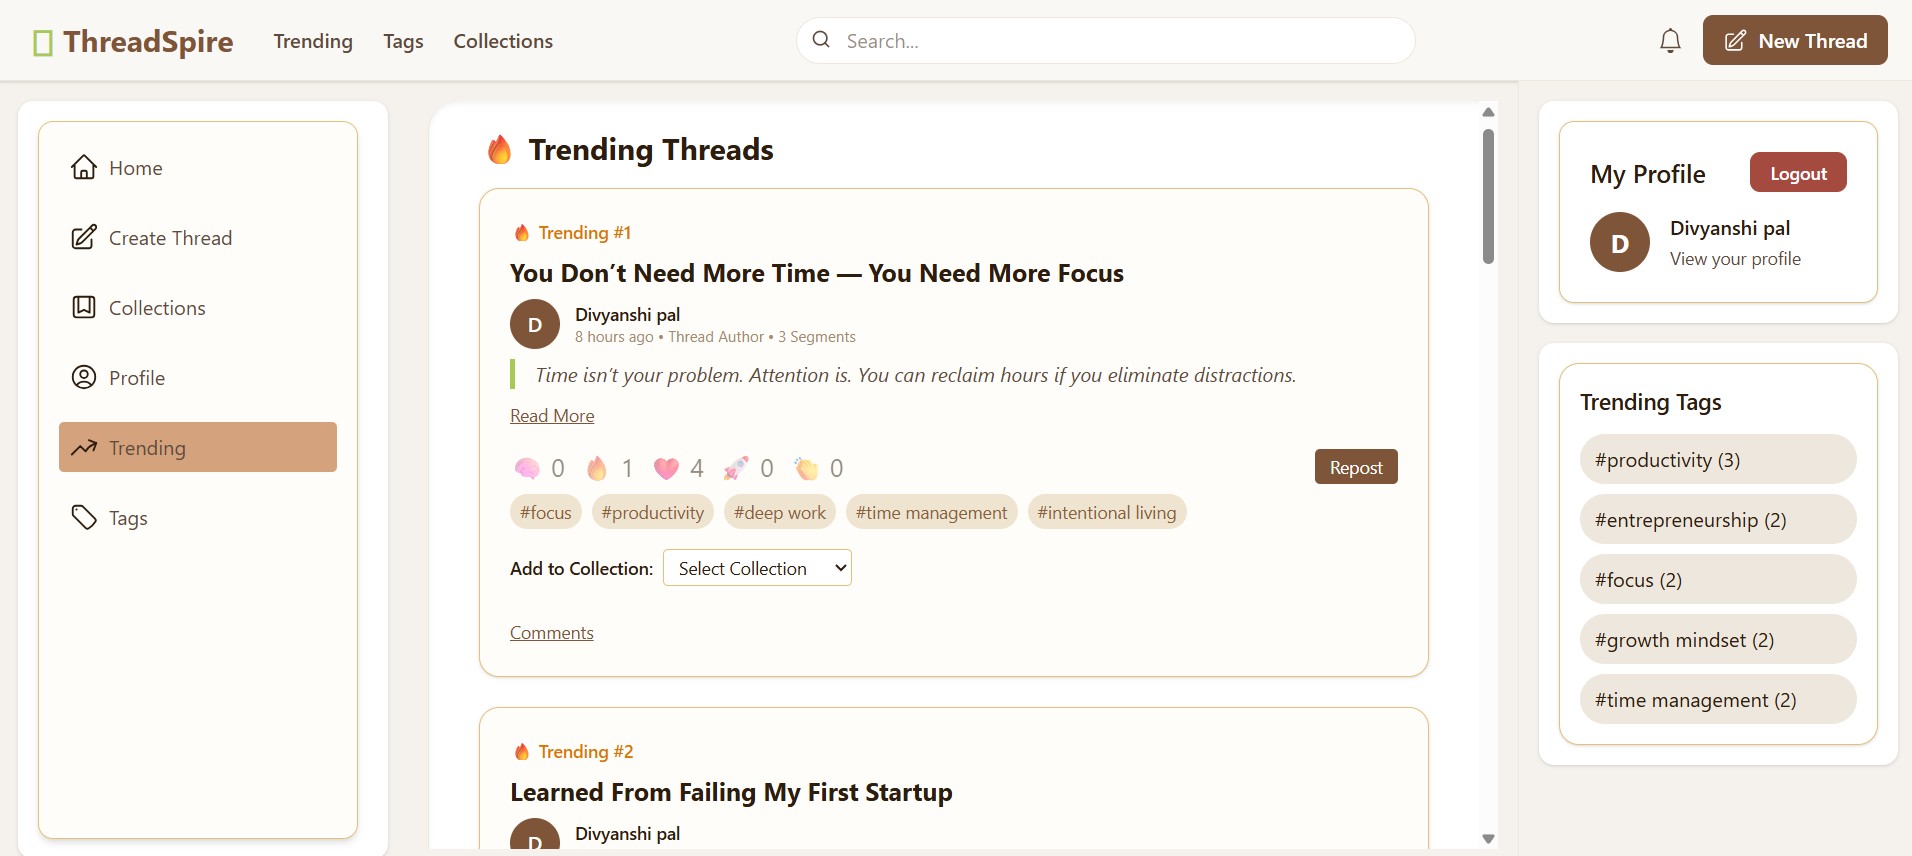 ThreadSpire
Trending
Tags
Collections
Search...
New Thread
Home
Create Thread
Collections
Profile
Trending
Tags
🔥 Trending Threads
🔥 Trending #1
You Don’t Need More Time — You Need More Focus
D
Divyanshi pal
8 hours ago • Thread Author • 3 Segments
Time isn’t your problem. Attention is. You can reclaim hours if you eliminate distractions.
Read More
🧠 0 🔥 1 💖 4 🚀 0 👏 0
Repost
#focus #productivity #deep work #time management #intentional living
Add to Collection: Select Collection
Comments
🔥 Trending #2
Learned From Failing My First Startup
D
Divyanshi pal
My Profile
Logout
D
Divyanshi pal
View your profile
Trending Tags
#productivity (3)
#entrepreneurship (2)
#focus (2)
#growth mindset (2)
#time management (2)